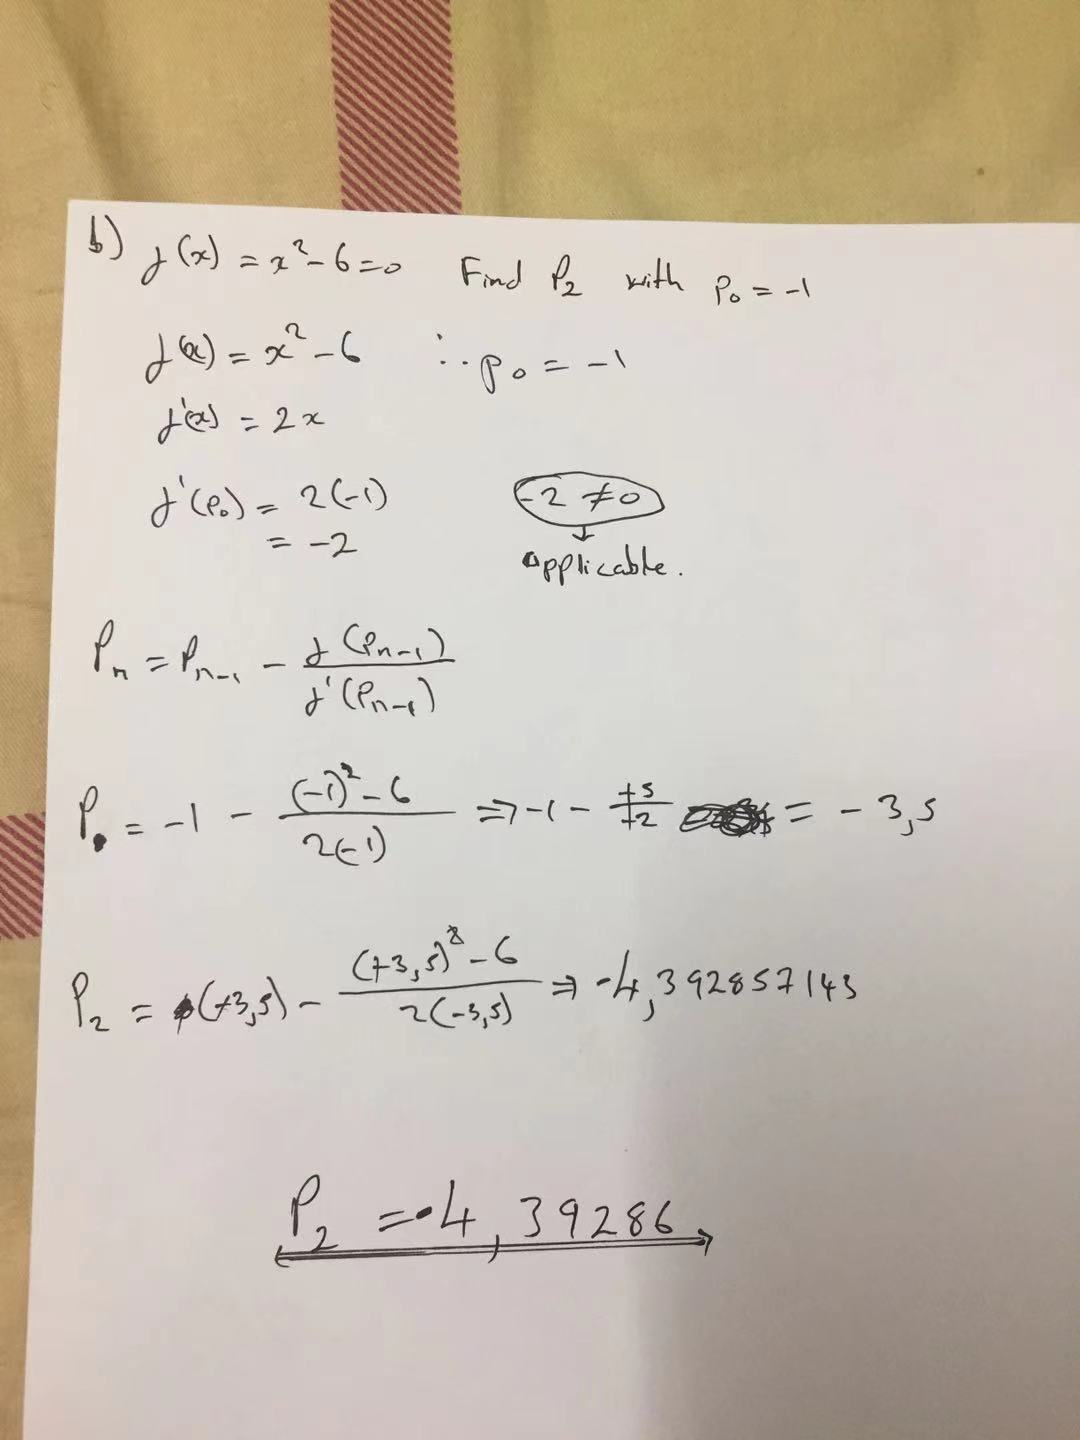 b) f(x) = x² - 6 = 0 Find P₂ with P₀ = -1
f(x) = x² - 6 ∴ p₀ = -1
f'(x) = 2x
f'(P₀) = 2(-1) -2 ≠ 0
= -2 applicable.
Pₙ = Pₙ₋₁ - f(Pₙ₋₁) / f'(Pₙ₋₁)
P = -1 - (-1)² - 6 / 2(-1) ⇒ -1 - +5 / +2 = -3,5
P₂ = (-3,5) - (-3,5)² - 6 / 2(-3,5) ⇒ -4,392857143
P₂ = -4,39286